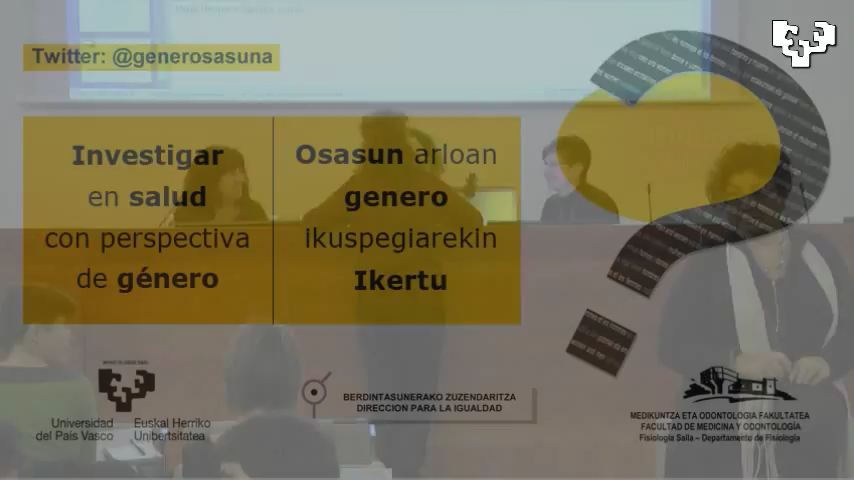 Twitter: @generosasuna
Investigar
en salud
con perspectiva
de género
Osasun arloan
genero
ikuspegiarekin
Ikertu
Universidad
del País Vasco
Euskal Herriko
Unibertsitatea
BERDINTASUNERAKO ZUZENDARITZA
DIRECCION PARA LA IGUALDAD
MEDIKUNTZA ETA ODONTOLOGIA FAKULTATEA
FACULTAD DE MEDICINA Y ODONTOLOGÍA
Fisiologia Saila – Departamento de Fisiología